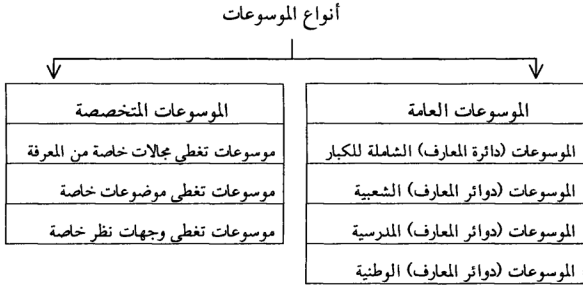 أنواع الموسوعات
الموسوعات العامة
الموسوعات (دائرة المعارف) الشاملة للكبار
الموسوعات (دوائر المعارف) الشعبية
الموسوعات (دوائر المعارف) المدرسية
الموسوعات (دوائر المعارف) الوطنية
الموسوعات المتخصصة
موسوعات تغطي مجالات خاصة من المعرفة
موسوعات تغطي موضوعات خاصة
موسوعات تغطي وجهات نظر خاصة